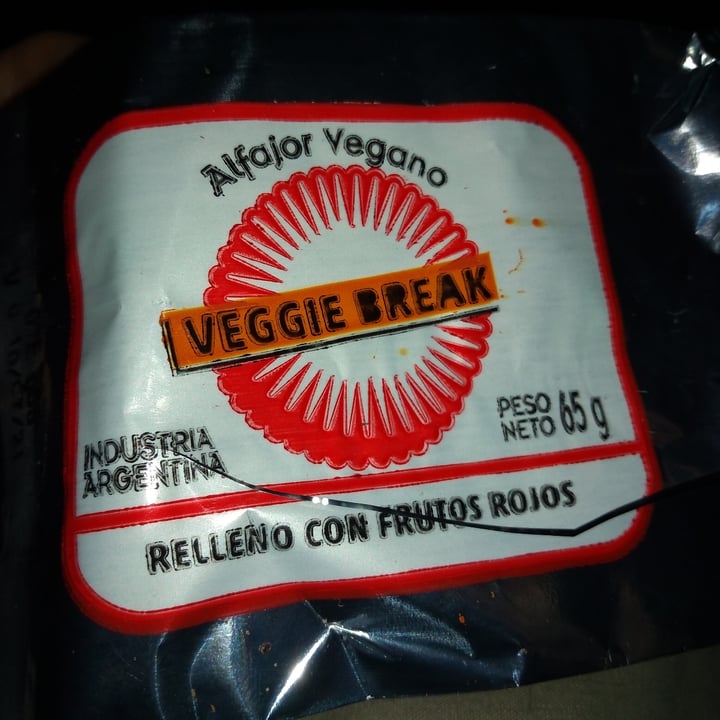 Alfajor Vegano
VEGGIE BREAK
INDUSTRIA
ARGENTINA
PESO
NETO 65 g
RELLENO CON FRUTOS ROJOS